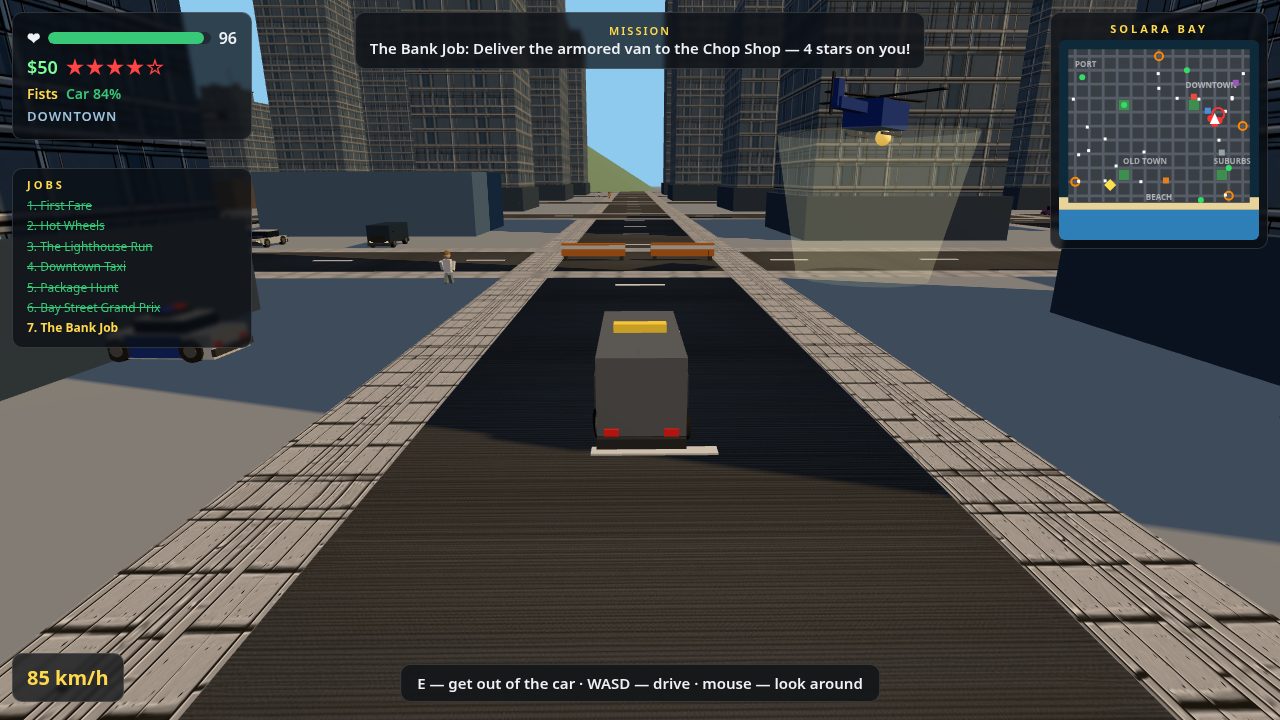 ❤ 96
$50 ★★★★☆
Fists Car 84%
DOWNTOWN
JOBS
1. First Fare
2. Hot Wheels
3. The Lighthouse Run
4. Downtown Taxi
5. Package Hunt
6. Bay Street Grand Prix
7. The Bank Job
MISSION
The Bank Job: Deliver the armored van to the Chop Shop — 4 stars on you!
SOLARA BAY
PORT
DOWNTOWN
OLD TOWN
SUBURBS
BEACH
85 km/h
E — get out of the car · WASD — drive · mouse — look around